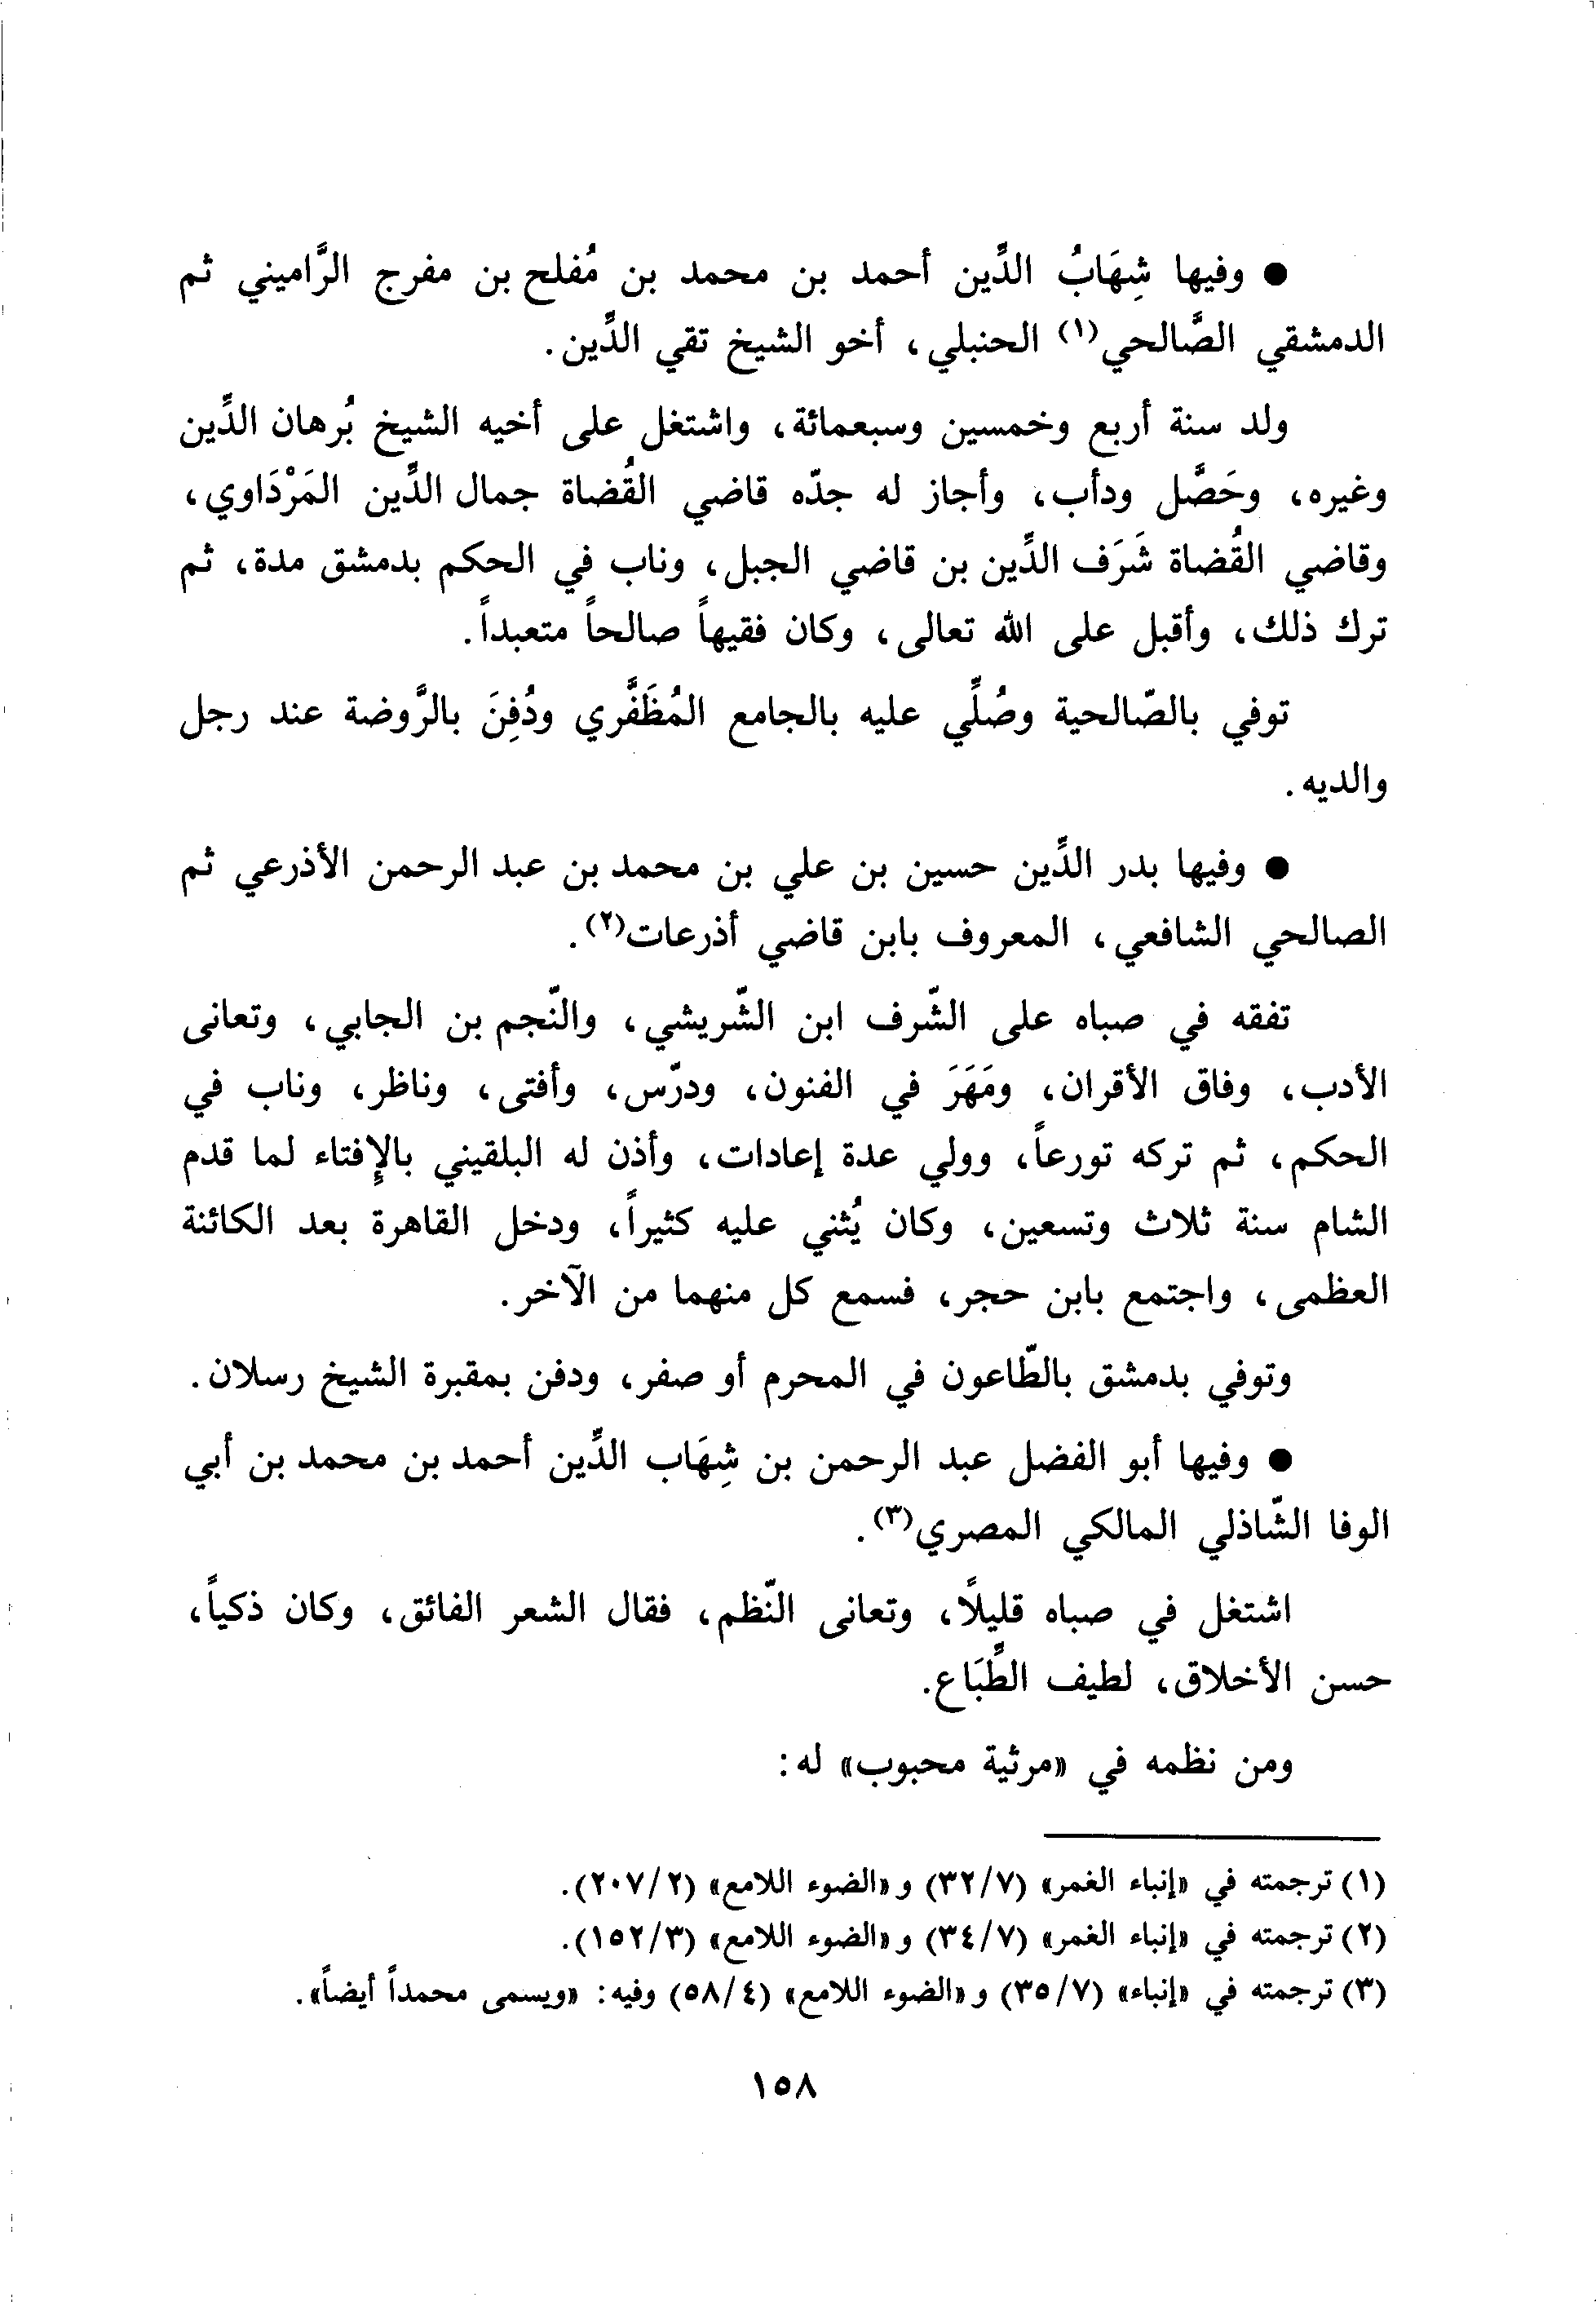 ● وفيها شِهَابُ الدِّين أحمد بن محمد بن مُفلح بن مفرج الرَّاميني ثم
الدمشقي الصَّالحي(١) الحنبلي، أخو الشيخ تقي الدِّين.
ولد سنة أربع وخمسين وسبعمائة، واشتغل على أخيه الشيخ بُرهان الدِّين
وغيره، وحَصَّل ودأب، وأجاز له جدّه قاضي القُضاة جمال الدِّين المَرْدَاوي،
وقاضي القُضاة شَرَف الدِّين بن قاضي الجبل، وناب في الحكم بدمشق مدة، ثم
ترك ذلك، وأقبل على الله تعالى، وكان فقيهاً صالحاً متعبداً.
توفي بالصّالحية وصُلِّي عليه بالجامع المُظَفَّري ودُفِنَ بالرَّوضة عند رجل
والديه.
● وفيها بدر الدِّين حسين بن علي بن محمد بن عبد الرحمن الأذرعي ثم
الصالحي الشافعي، المعروف بابن قاضي أذرعات(٢).
تفقه في صباه على الشّرف ابن الشّريشي، والنّجم بن الجابي، وتعانى
الأدب، وفاق الأقران، ومَهَرَ في الفنون، ودرّس، وأفتى، وناظر، وناب في
الحكم، ثم تركه تورعاً، وولي عدة إعادات، وأذن له البلقيني بالإِفتاء لما قدم
الشام سنة ثلاث وتسعين، وكان يُثني عليه كثيراً، ودخل القاهرة بعد الكائنة
العظمى، واجتمع بابن حجر، فسمع كل منهما من الآخر.
وتوفي بدمشق بالطّاعون في المحرم أو صفر، ودفن بمقبرة الشيخ رسلان.
● وفيها أبو الفضل عبد الرحمن بن شِهَاب الدِّين أحمد بن محمد بن أبي
الوفا الشّاذلي المالكي المصري(٣).
اشتغل في صباه قليلاً، وتعانى النّظم، فقال الشعر الفائق، وكان ذكياً،
حسن الأخلاق، لطيف الطِّبَاع.
ومن نظمه في «مرثية محبوب» له:
(١) ترجمته في «إنباء الغمر» (٣٢/٧) و«الضوء اللامع» (٢٠٧/٢).
(٢) ترجمته في «إنباء الغمر» (٣٤/٧) و«الضوء اللامع» (١٥٢/٣).
(٣) ترجمته في «إنباء» (٣٥/٧) و«الضوء اللامع» (٥٨/٤) وفيه: «ويسمى محمداً أيضاً».
١٥٨